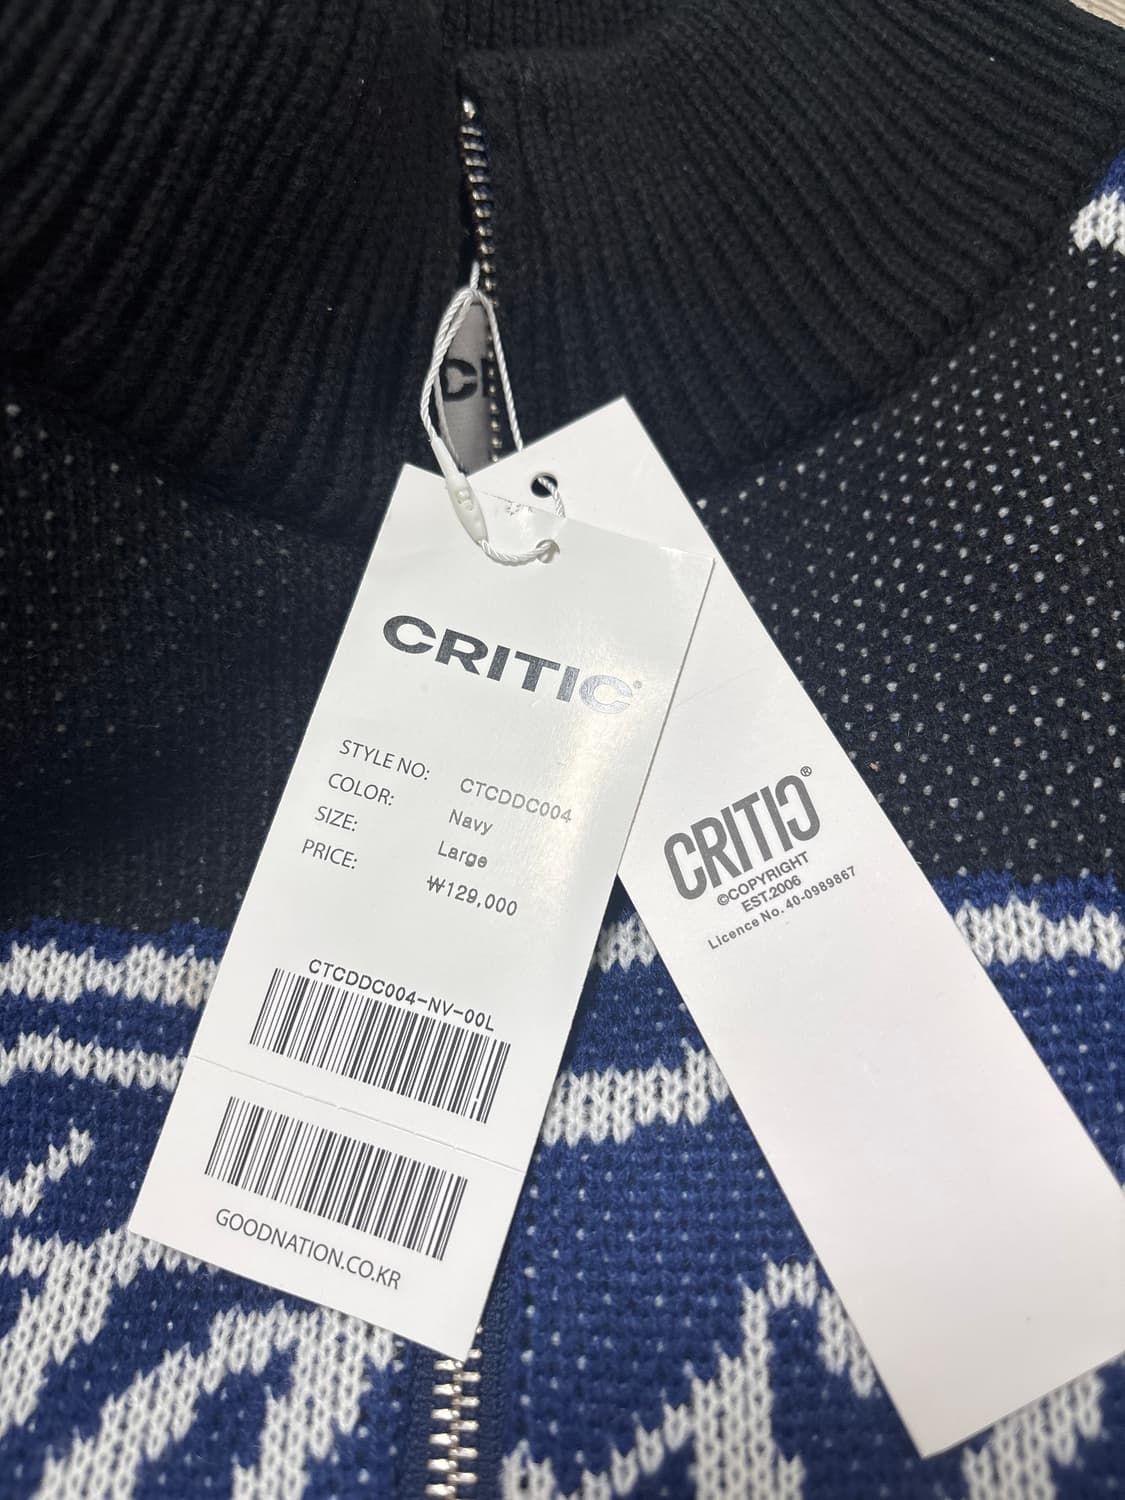 C
CRITIC®
STYLE NO: CTCDDC004
COLOR: Navy
SIZE: Large
PRICE: ₩129,000
CTCDDC004-NV-00L
GOODNATION.CO.KR
CRITIC®
©COPYRIGHT
EST.2006
Licence No. 40-0989867